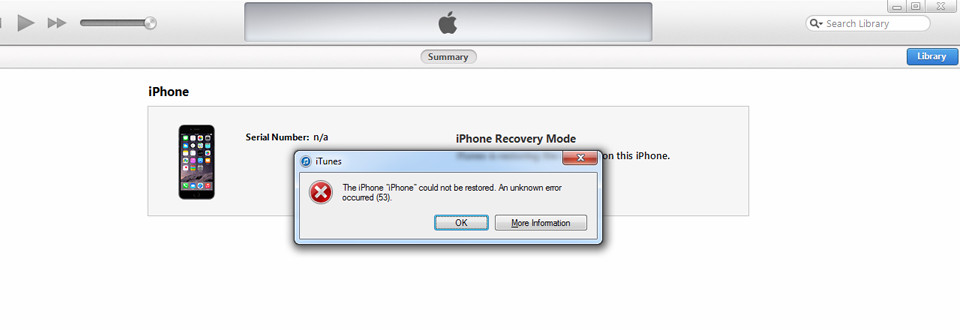 Search Library
Summary
Library
iPhone
Serial Number: n/a
iPhone Recovery Mode
on this iPhone.
iTunes
The iPhone "iPhone" could not be restored. An unknown error
occurred (53).
OK
More Information